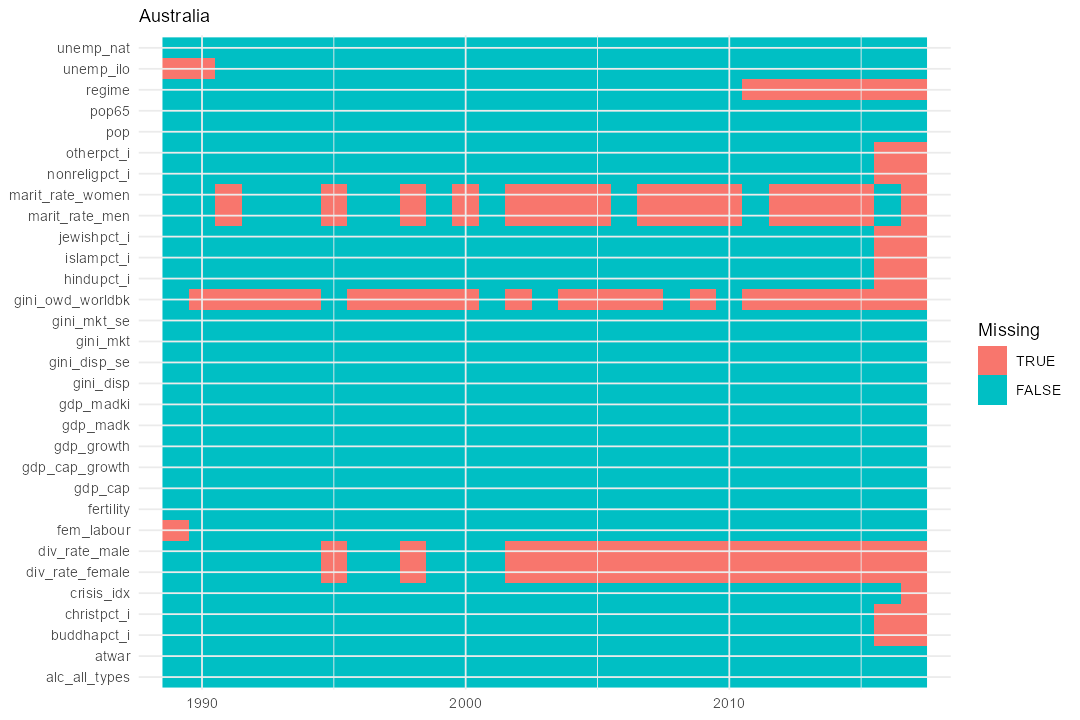 Australia
unemp_nat
unemp_ilo
regime
pop65
pop
otherpct_i
nonreligpct_i
marit_rate_women
marit_rate_men
jewishpct_i
islampct_i
hindupct_i
gini_owd_worldbk
gini_mkt_se
gini_mkt
gini_disp_se
gini_disp
gdp_madki
gdp_madk
gdp_growth
gdp_cap_growth
gdp_cap
fertility
fem_labour
div_rate_male
div_rate_female
crisis_idx
christpct_i
buddhapct_i
atwar
alc_all_types
1990 2000 2010
Missing
TRUE
FALSE